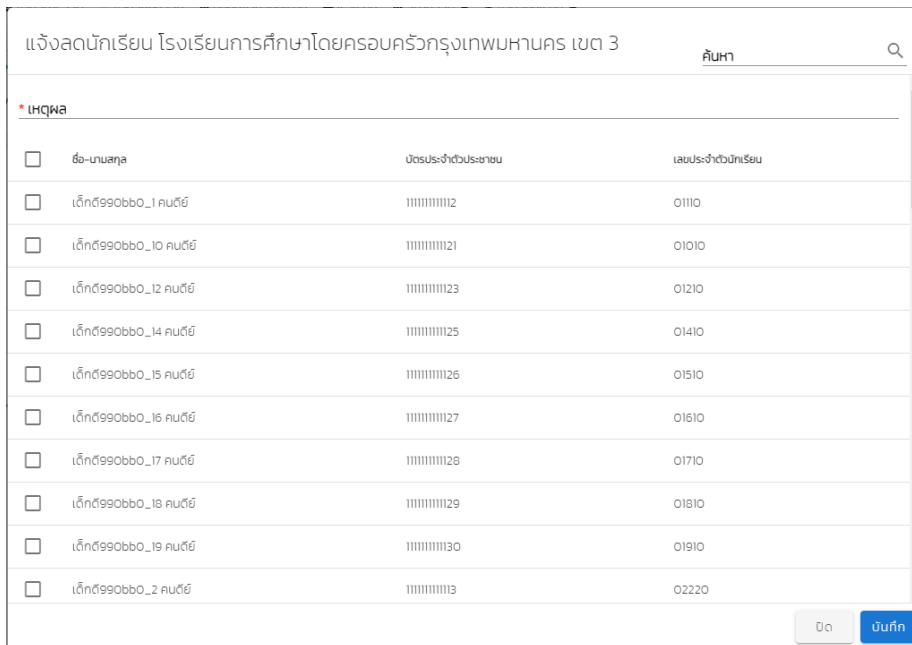 แจ้งลดนักเรียน โรงเรียนการศึกษาโดยครอบครัวกรุงเทพมหานคร เขต 3
ค้นหา
* เหตุผล
ชื่อ-นามสกุล บัตรประจำตัวประชาชน เลขประจำตัวนักเรียน
เด็กดี990bb0_1 คนดีย์ 1111111111112 01110
เด็กดี990bb0_10 คนดีย์ 1111111111121 01010
เด็กดี990bb0_12 คนดีย์ 1111111111123 01210
เด็กดี990bb0_14 คนดีย์ 1111111111125 01410
เด็กดี990bb0_15 คนดีย์ 1111111111126 01510
เด็กดี990bb0_16 คนดีย์ 1111111111127 01610
เด็กดี990bb0_17 คนดีย์ 1111111111128 01710
เด็กดี990bb0_18 คนดีย์ 1111111111129 01810
เด็กดี990bb0_19 คนดีย์ 1111111111130 01910
เด็กดี990bb0_2 คนดีย์ 1111111111113 02220
ปิด บันทึก